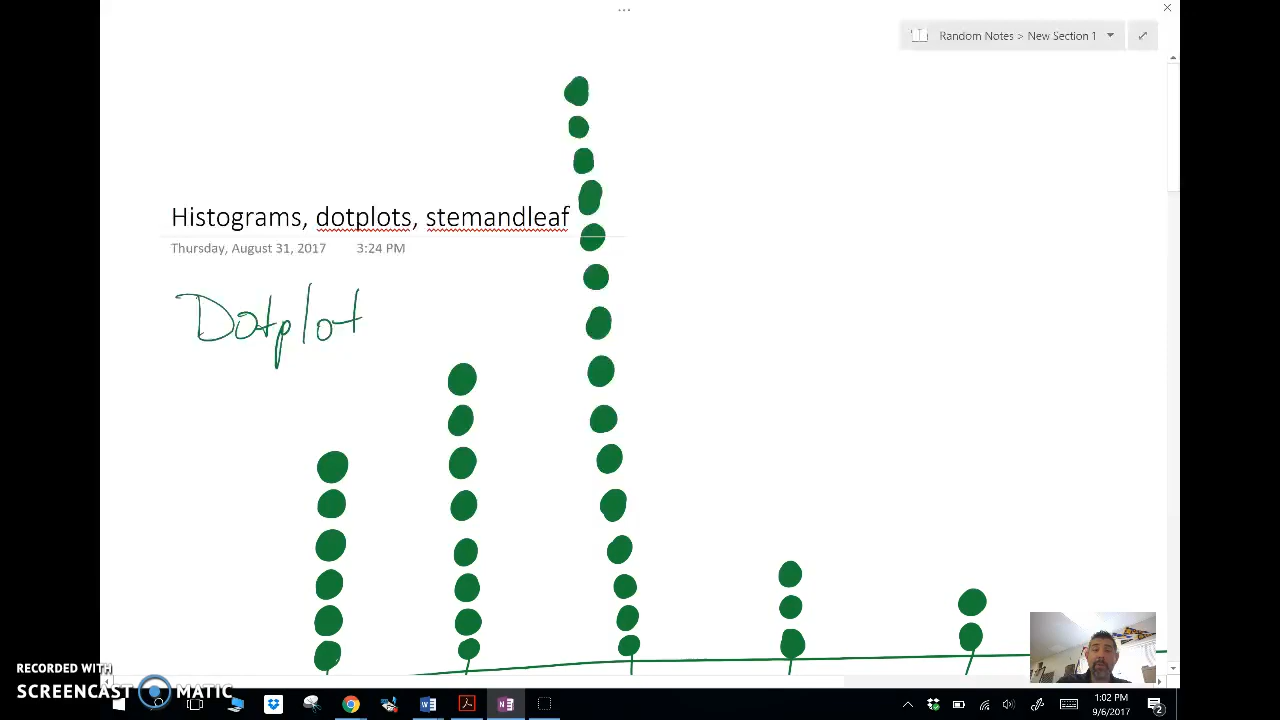 ...
Random Notes > New Section 1
Histograms, dotplots, stemandleaf
Thursday, August 31, 2017 3:24 PM
Dotplot
RECORDED WITH
SCREENCAST MATIC
1:02 PM
9/6/2017
2